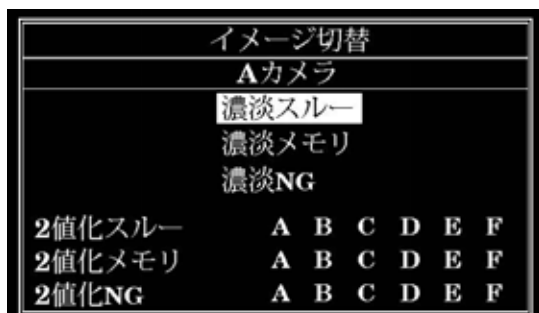 イメージ切替
Aカメラ
濃淡スルー
濃淡メモリ
濃淡NG
2値化スルー A B C D E F
2値化メモリ A B C D E F
2値化NG A B C D E F